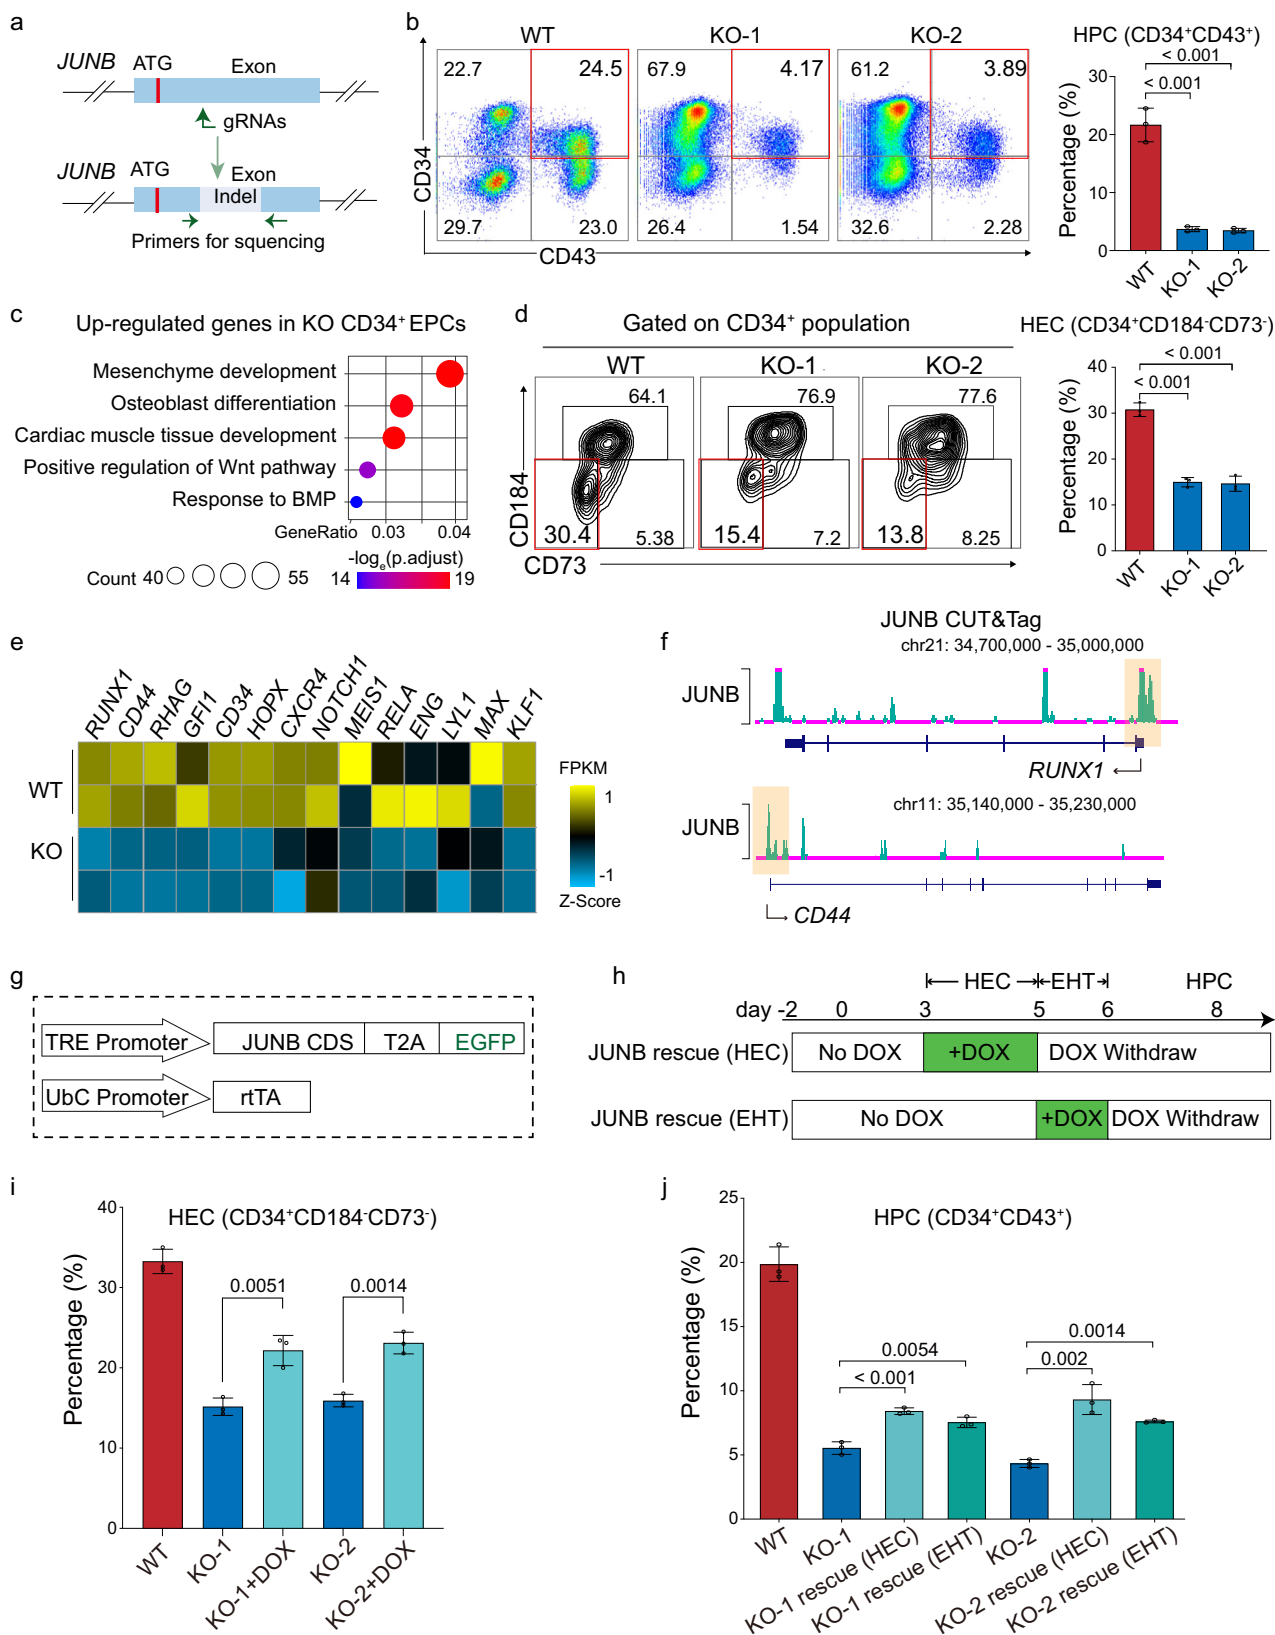 a
JUNB
ATG
Exon
gRNAs
JUNB
ATG
Exon
Indel
Primers for squencing
b
WT
KO-1
KO-2
22.7
24.5
67.9
4.17
61.2
3.89
29.7
23.0
26.4
1.54
32.6
2.28
CD34
CD43
HPC (CD34⁺CD43⁺)
< 0.001
< 0.001
Percentage (%)
30
20
10
0
WT
KO-1
KO-2
c
Up-regulated genes in KO CD34⁺ EPCs
Mesenchyme development
Osteoblast differentiation
Cardiac muscle tissue development
Positive regulation of Wnt pathway
Response to BMP
GeneRatio 0.03 0.04
-logₑ(p.adjust)
Count 40 55
14 19
d
Gated on CD34⁺ population
WT
KO-1
KO-2
64.1
76.9
77.6
30.4
5.38
15.4
7.2
13.8
8.25
CD184
CD73
HEC (CD34⁺CD184⁻CD73⁻)
< 0.001
< 0.001
Percentage (%)
40
30
20
10
0
WT
KO-1
KO-2
e
RUNX1
CD44
RHAG
GFI1
CD34
HOPX
CXCR4
NOTCH1
MEIS1
RELA
ENG
LYL1
MAX
KLF1
WT
KO
FPKM
1
-1
Z-Score
f
JUNB CUT&Tag
chr21: 34,700,000 - 35,000,000
JUNB
RUNX1
chr11: 35,140,000 - 35,230,000
JUNB
CD44
g
TRE Promoter
JUNB CDS
T2A
EGFP
UbC Promoter
rtTA
h
HEC
EHT
HPC
day -2 0 3 5 6 8
JUNB rescue (HEC)
No DOX
+DOX
DOX Withdraw
JUNB rescue (EHT)
No DOX
+DOX
DOX Withdraw
i
HEC (CD34⁺CD184⁻CD73⁻)
Percentage (%)
40
30
20
10
0
0.0051
0.0014
WT
KO-1
KO-1+DOX
KO-2
KO-2+DOX
j
HPC (CD34⁺CD43⁺)
Percentage (%)
25
20
15
10
5
0
0.0054
< 0.001
0.0014
0.002
WT
KO-1
KO-1 rescue (HEC)
KO-1 rescue (EHT)
KO-2
KO-2 rescue (HEC)
KO-2 rescue (EHT)